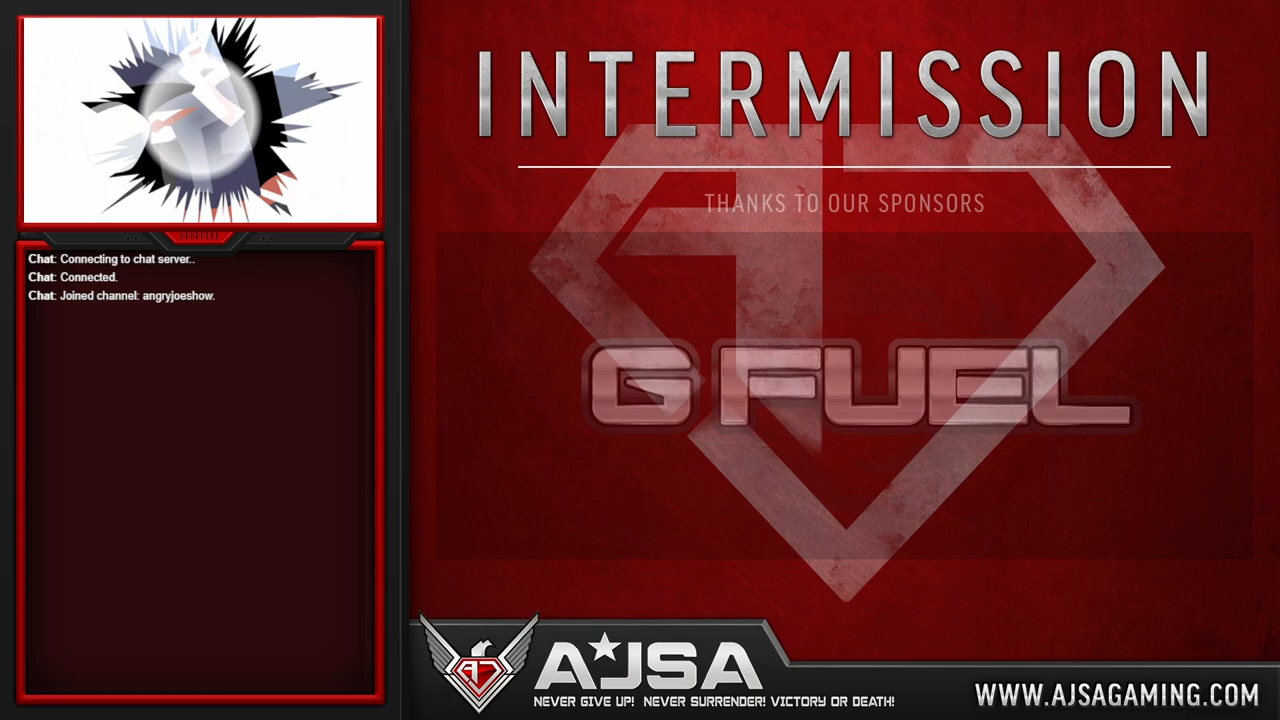 INTERMISSION
THANKS TO OUR SPONSORS
Chat: Connecting to chat server..
Chat: Connected.
Chat: Joined channel: angryjoeshow.
G FUEL
AJSA
NEVER GIVE UP! NEVER SURRENDER! VICTORY OR DEATH!
WWW.AJSAGAMING.COM